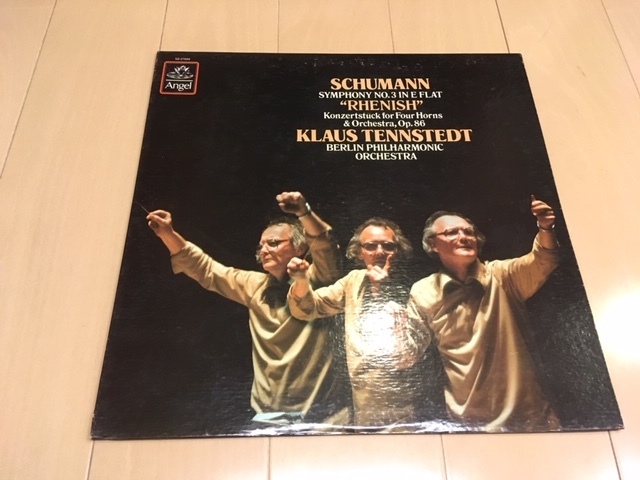 Angel
SCHUMANN
SYMPHONY NO. 3 IN E FLAT
“RHENISH”
Konzertstuck for Four Horns
& Orchestra, Op. 86
KLAUS TENNSTEDT
BERLIN PHILHARMONIC
ORCHESTRA